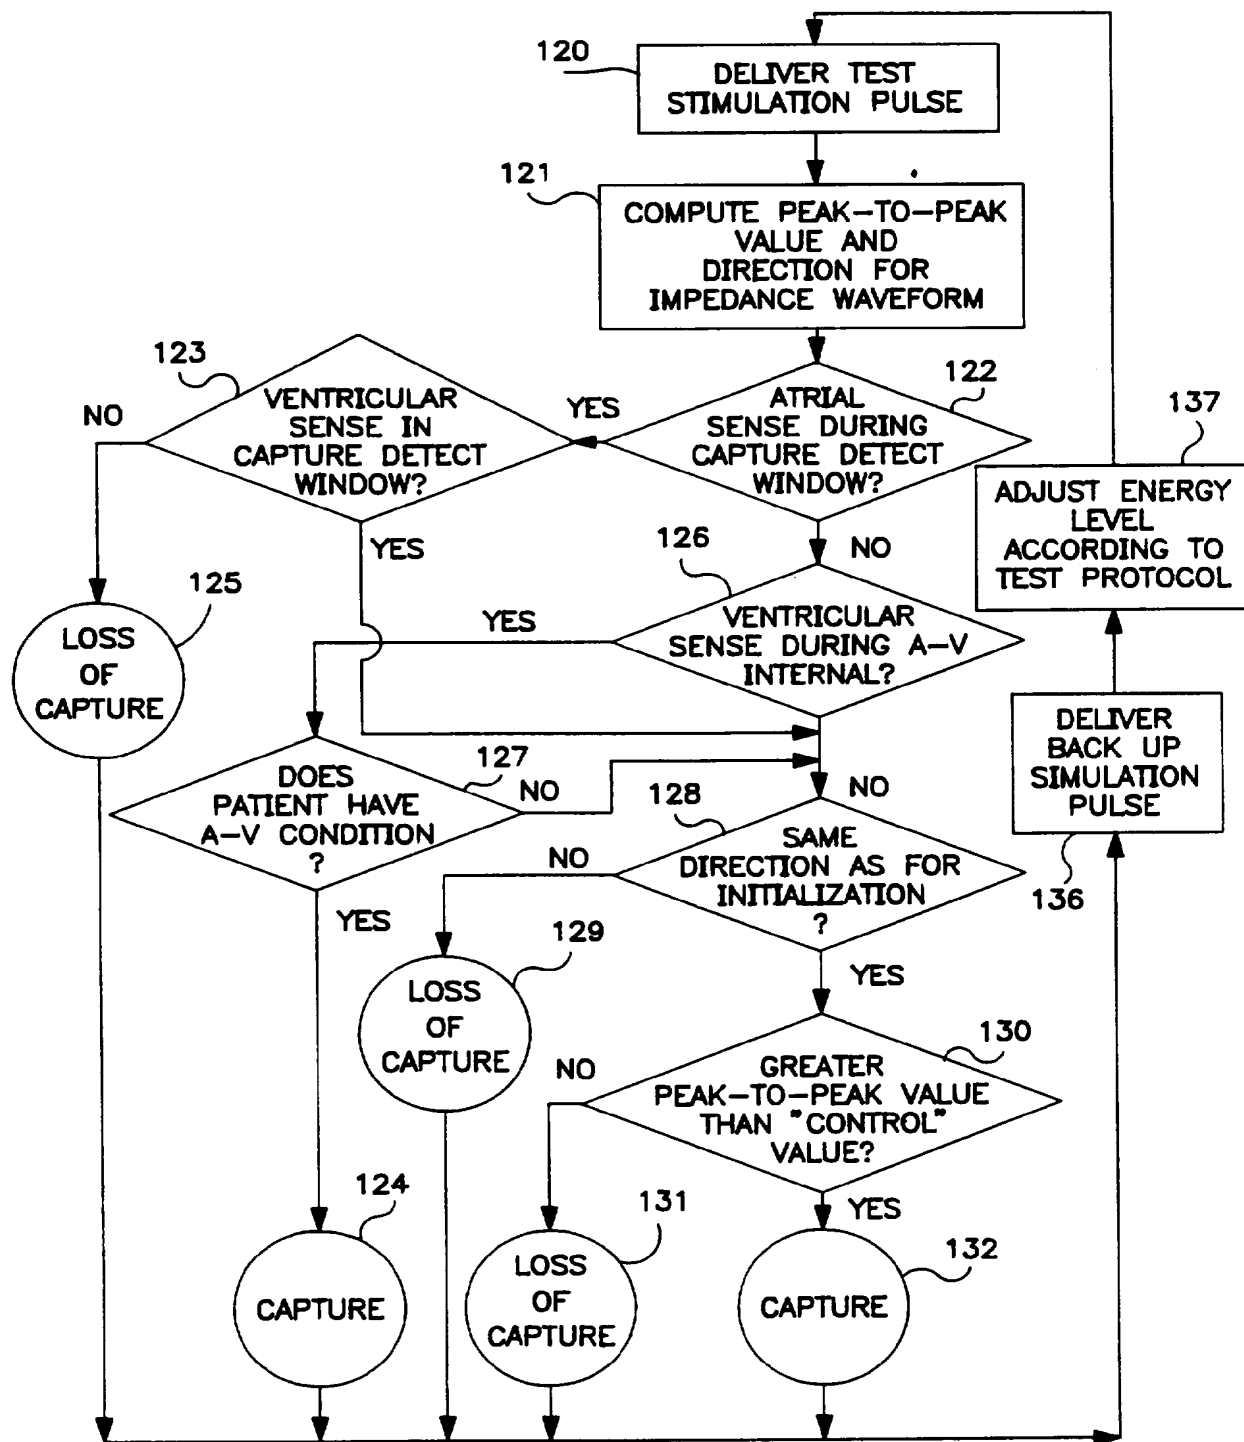 120
DELIVER TEST
STIMULATION PULSE
121
COMPUTE PEAK-TO-PEAK
VALUE AND
DIRECTION FOR
IMPEDANCE WAVEFORM
123
VENTRICULAR
SENSE IN
CAPTURE DETECT
WINDOW?
NO
YES
YES
122
ATRIAL
SENSE DURING
CAPTURE DETECT
WINDOW?
NO
137
ADJUST ENERGY
LEVEL
ACCORDING TO
TEST PROTOCOL
125
LOSS
OF
CAPTURE
126
VENTRICULAR
SENSE DURING A-V
INTERNAL?
YES
NO
DELIVER
BACK UP
SIMULATION
PULSE
136
127
DOES
PATIENT HAVE
A-V CONDITION
?
NO
YES
128
SAME
DIRECTION AS FOR
INITIALIZATION
?
NO
YES
129
LOSS
OF
CAPTURE
130
GREATER
PEAK-TO-PEAK VALUE
THAN "CONTROL"
VALUE?
NO
YES
124
CAPTURE
131
LOSS
OF
CAPTURE
132
CAPTURE